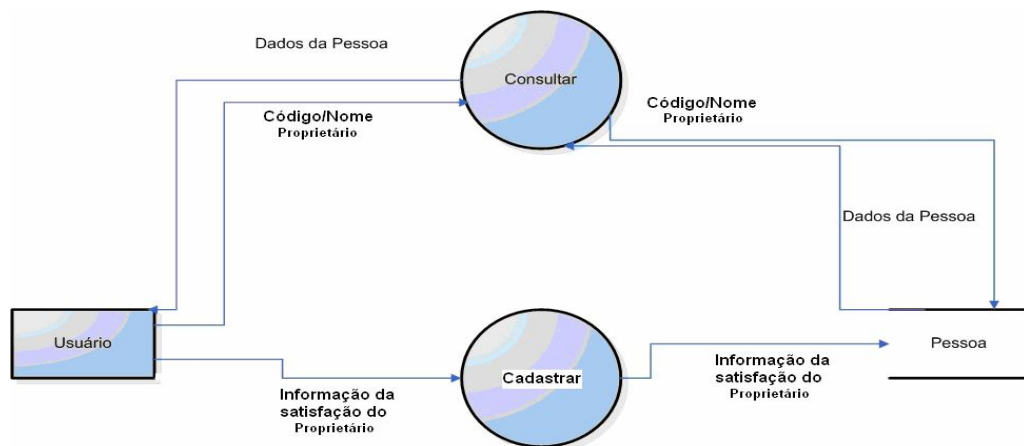 Dados da Pessoa
Consultar
Código/Nome
Proprietário
Código/Nome
Proprietário
Dados da Pessoa
Usuário
Cadastrar
Pessoa
Informação da
satisfação do
Proprietário
Informação da
satisfação do
Proprietário